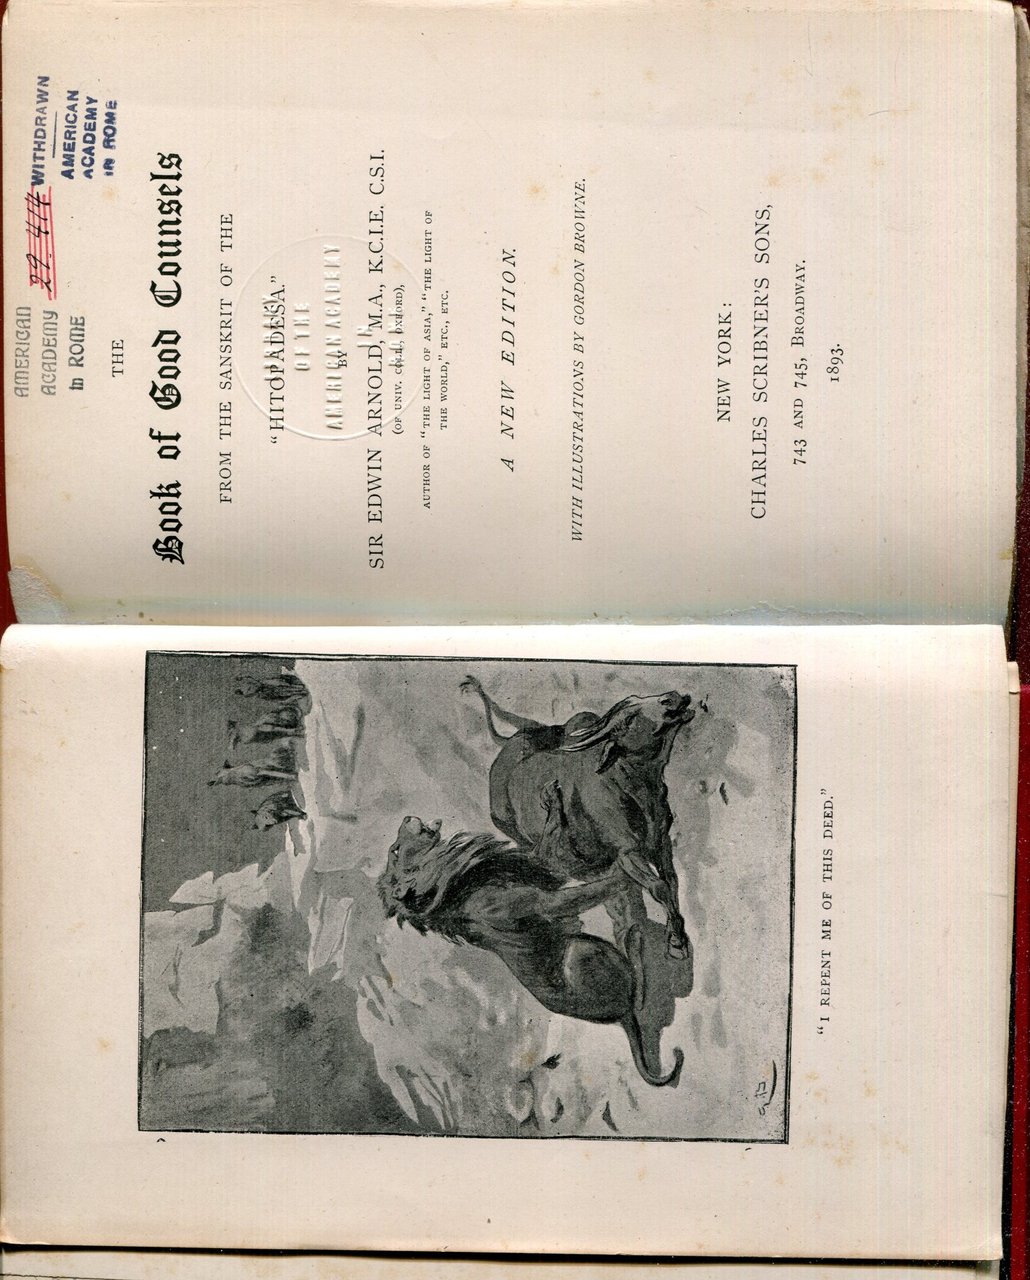 AMERICAN
ACADEMY
in ROME
29. 414
WITHDRAWN
AMERICAN
ACADEMY
IN ROME
THE
Book of Good Counsels
FROM THE SANSKRIT OF THE
"HITOPADESA."
BY
SIR EDWIN ARNOLD, M.A., K.C.I.E. C.S.I.
(OF UNIV. COLL., OXFORD),
AUTHOR OF "THE LIGHT OF ASIA," "THE LIGHT OF
THE WORLD," ETC., ETC.
OF THE
AMERICAN ACADEMY
IN
A NEW EDITION.
WITH ILLUSTRATIONS BY GORDON BROWNE.
NEW YORK:
CHARLES SCRIBNER'S SONS,
743 AND 745, BROADWAY.
1893.
"I REPENT ME OF THIS DEED."